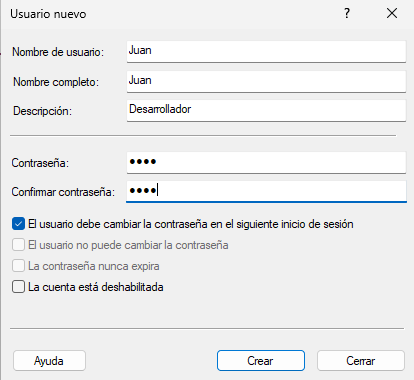 Usuario nuevo
?
Nombre de usuario: Juan
Nombre completo: Juan
Descripción: Desarrollador
Contraseña: ●●●●
Confirmar contraseña: ●●●●
El usuario debe cambiar la contraseña en el siguiente inicio de sesión
El usuario no puede cambiar la contraseña
La contraseña nunca expira
La cuenta está deshabilitada
Ayuda Crear Cerrar